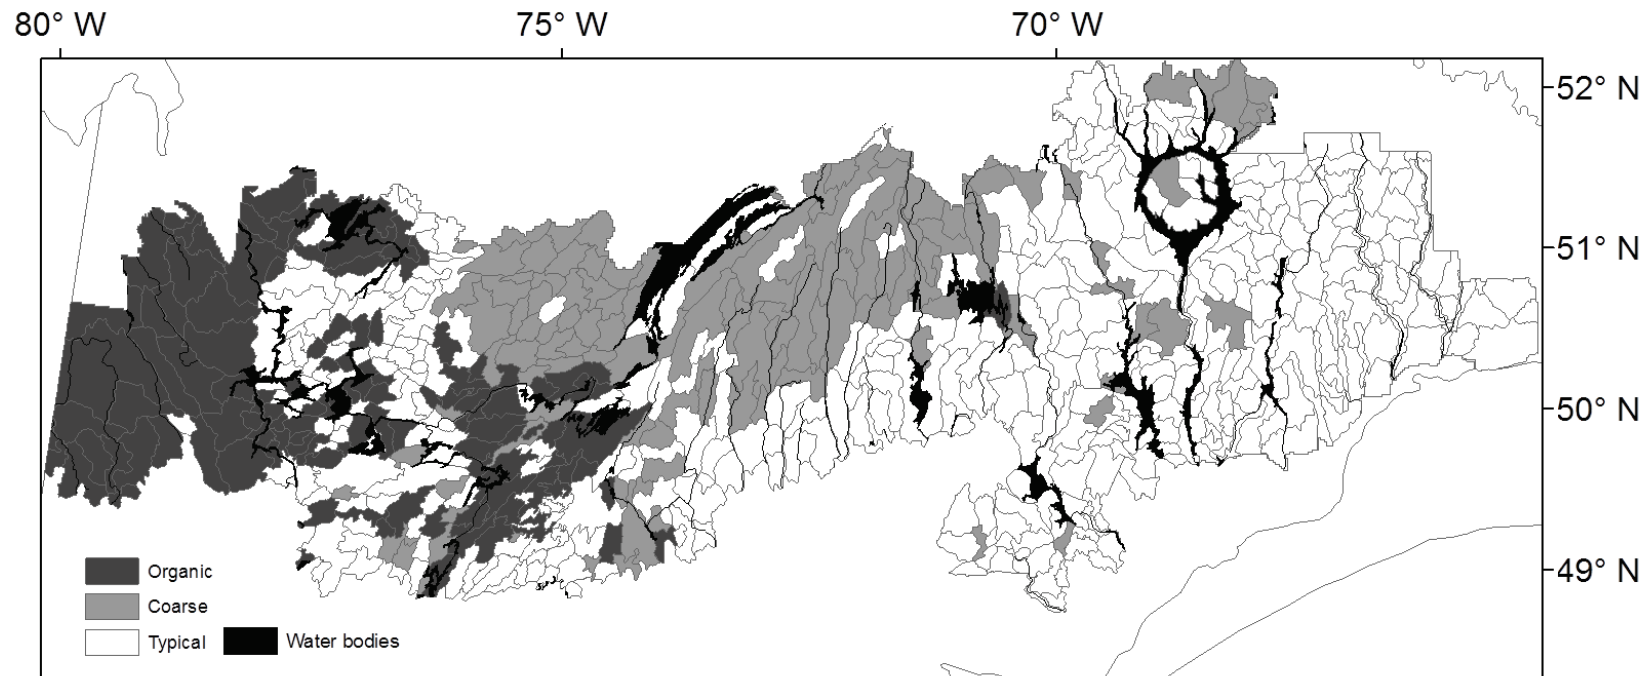 80° W 75° W 70° W
52° N
51° N
50° N
49° N
Organic
Coarse
Typical Water bodies